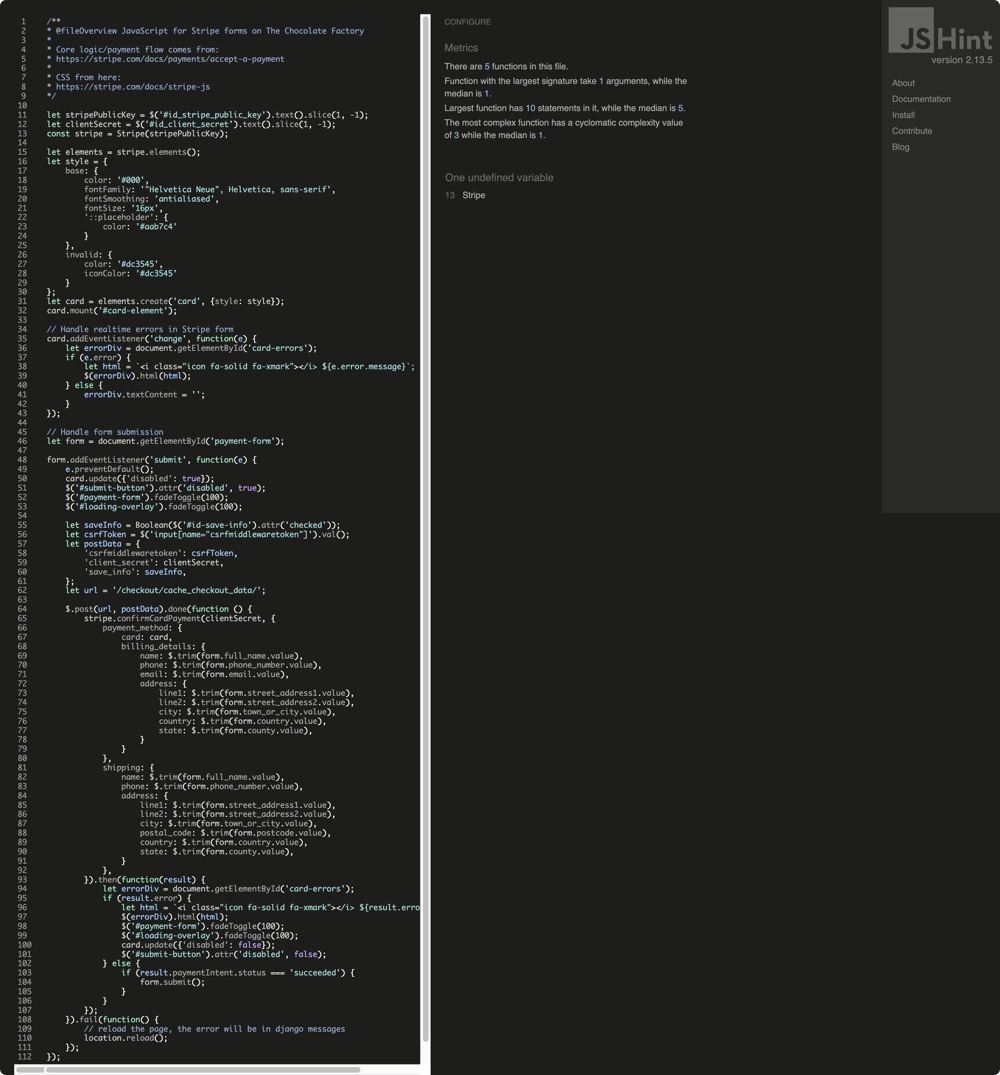 1 /**
2 * @fileOverview JavaScript for Stripe forms on The Chocolate Factory
3 *
4 * Core logic/payment flow comes from:
5 * https://stripe.com/docs/payments/accept-a-payment
6 *
7 * CSS from here:
8 * https://stripe.com/docs/stripe-js
9 */
10
11 let stripePublicKey = $('#id_stripe_public_key').text().slice(1, -1);
12 let clientSecret = $('#id_client_secret').text().slice(1, -1);
13 const stripe = Stripe(stripePublicKey);
14
15 let elements = stripe.elements();
16 let style = {
17 base: {
18 color: '#000',
19 fontFamily: '"Helvetica Neue", Helvetica, sans-serif',
20 fontSmoothing: 'antialiased',
21 fontSize: '16px',
22 '::placeholder': {
23 color: '#aab7c4'
24 }
25 },
26 invalid: {
27 color: '#dc3545',
28 iconColor: '#dc3545'
29 }
30 };
31 let card = elements.create('card', {style: style});
32 card.mount('#card-element');
33
34 // Handle realtime errors in Stripe form
35 card.addEventListener('change', function(e) {
36 let errorDiv = document.getElementById('card-errors');
37 if (e.error) {
38 let html = `<i class="icon fa-solid fa-xmark"></i> ${e.error.message}`;
39 $(errorDiv).html(html);
40 } else {
41 errorDiv.textContent = '';
42 }
43 });
44
45 // Handle form submission
46 let form = document.getElementById('payment-form');
47
48 form.addEventListener('submit', function(e) {
49 e.preventDefault();
50 card.update({'disabled': true});
51 $('#submit-button').attr('disabled', true);
52 $('#payment-form').fadeToggle(100);
53 $('#loading-overlay').fadeToggle(100);
54
55 let saveInfo = Boolean($('#id-save-info').attr('checked'));
56 let csrfToken = $('input[name="csrfmiddlewaretoken"]').val();
57 let postData = {
58 'csrfmiddlewaretoken': csrfToken,
59 'client_secret': clientSecret,
60 'save_info': saveInfo,
61 };
62 let url = '/checkout/cache_checkout_data/';
63
64 $.post(url, postData).done(function () {
65 stripe.confirmCardPayment(clientSecret, {
66 payment_method: {
67 card: card,
68 billing_details: {
69 name: $.trim(form.full_name.value),
70 phone: $.trim(form.phone_number.value),
71 email: $.trim(form.email.value),
72 address: {
73 line1: $.trim(form.street_address1.value),
74 line2: $.trim(form.street_address2.value),
75 city: $.trim(form.town_or_city.value),
76 country: $.trim(form.country.value),
77 state: $.trim(form.county.value),
78 }
79 }
80 },
81 shipping: {
82 name: $.trim(form.full_name.value),
83 phone: $.trim(form.phone_number.value),
84 address: {
85 line1: $.trim(form.street_address1.value),
86 line2: $.trim(form.street_address2.value),
87 city: $.trim(form.town_or_city.value),
88 postal_code: $.trim(form.postcode.value),
89 country: $.trim(form.country.value),
90 state: $.trim(form.county.value),
91 }
92 },
93 }).then(function(result) {
94 let errorDiv = document.getElementById('card-errors');
95 if (result.error) {
96 let html = `<i class="icon fa-solid fa-xmark"></i> ${result.erro
97 $(errorDiv).html(html);
98 $('#payment-form').fadeToggle(100);
99 $('#loading-overlay').fadeToggle(100);
100 card.update({'disabled': false});
101 $('#submit-button').attr('disabled', false);
102 } else {
103 if (result.paymentIntent.status === 'succeeded') {
104 form.submit();
105 }
106 }
107 });
108 }).fail(function() {
109 // reload the page, the error will be in django messages
110 location.reload();
111 });
112 });
CONFIGURE
Metrics
There are 5 functions in this file.
Function with the largest signature take 1 arguments, while the
median is 1.
Largest function has 10 statements in it, while the median is 5.
The most complex function has a cyclomatic complexity value
of 3 while the median is 1.
One undefined variable
13 Stripe
JSHint
version 2.13.5
About
Documentation
Install
Contribute
Blog